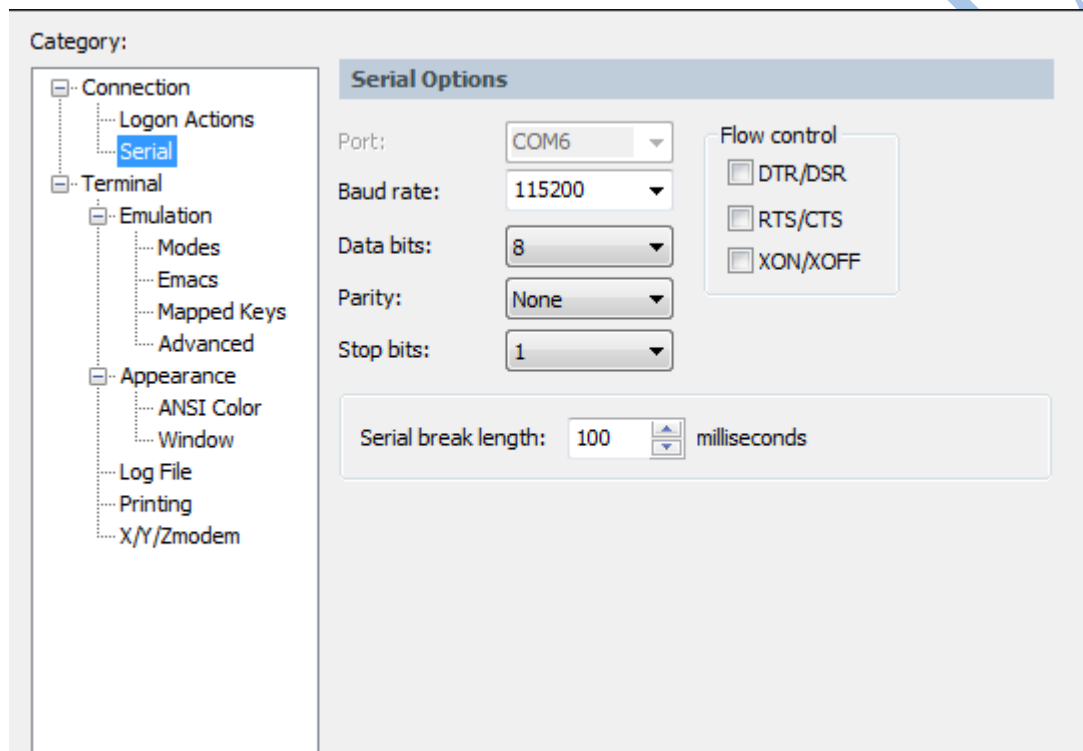 Category:
Connection
Logon Actions
Serial
Terminal
Emulation
Modes
Emacs
Mapped Keys
Advanced
Appearance
ANSI Color
Window
Log File
Printing
X/Y/Zmodem
Serial Options
Port: COM6
Baud rate: 115200
Data bits: 8
Parity: None
Stop bits: 1
Flow control
DTR/DSR
RTS/CTS
XON/XOFF
Serial break length: 100 milliseconds